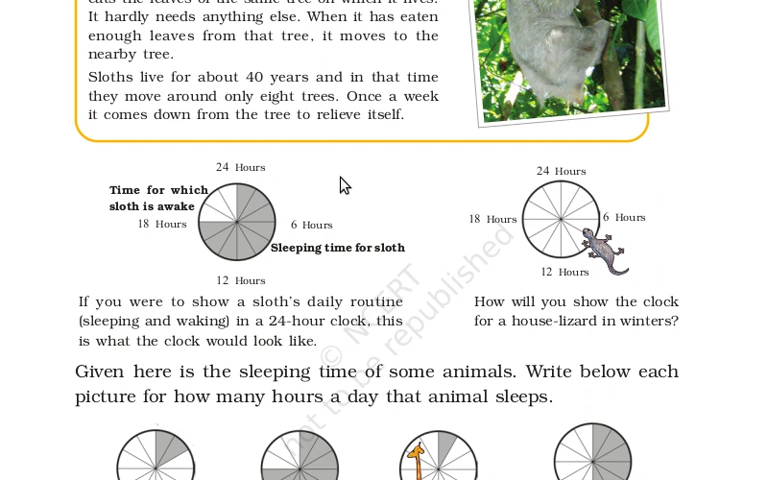 It hardly needs anything else. When it has eaten
enough leaves from that tree, it moves to the
nearby tree.
Sloths live for about 40 years and in that time
they move around only eight trees. Once a week
it comes down from the tree to relieve itself.
24 Hours
Time for which
sloth is awake
18 Hours
6 Hours
Sleeping time for sloth
12 Hours
24 Hours
18 Hours
6 Hours
12 Hours
If you were to show a sloth's daily routine
(sleeping and waking) in a 24-hour clock, this
is what the clock would look like.
How will you show the clock
for a house-lizard in winters?
© NCERT
not to be republished
Given here is the sleeping time of some animals. Write below each
picture for how many hours a day that animal sleeps.